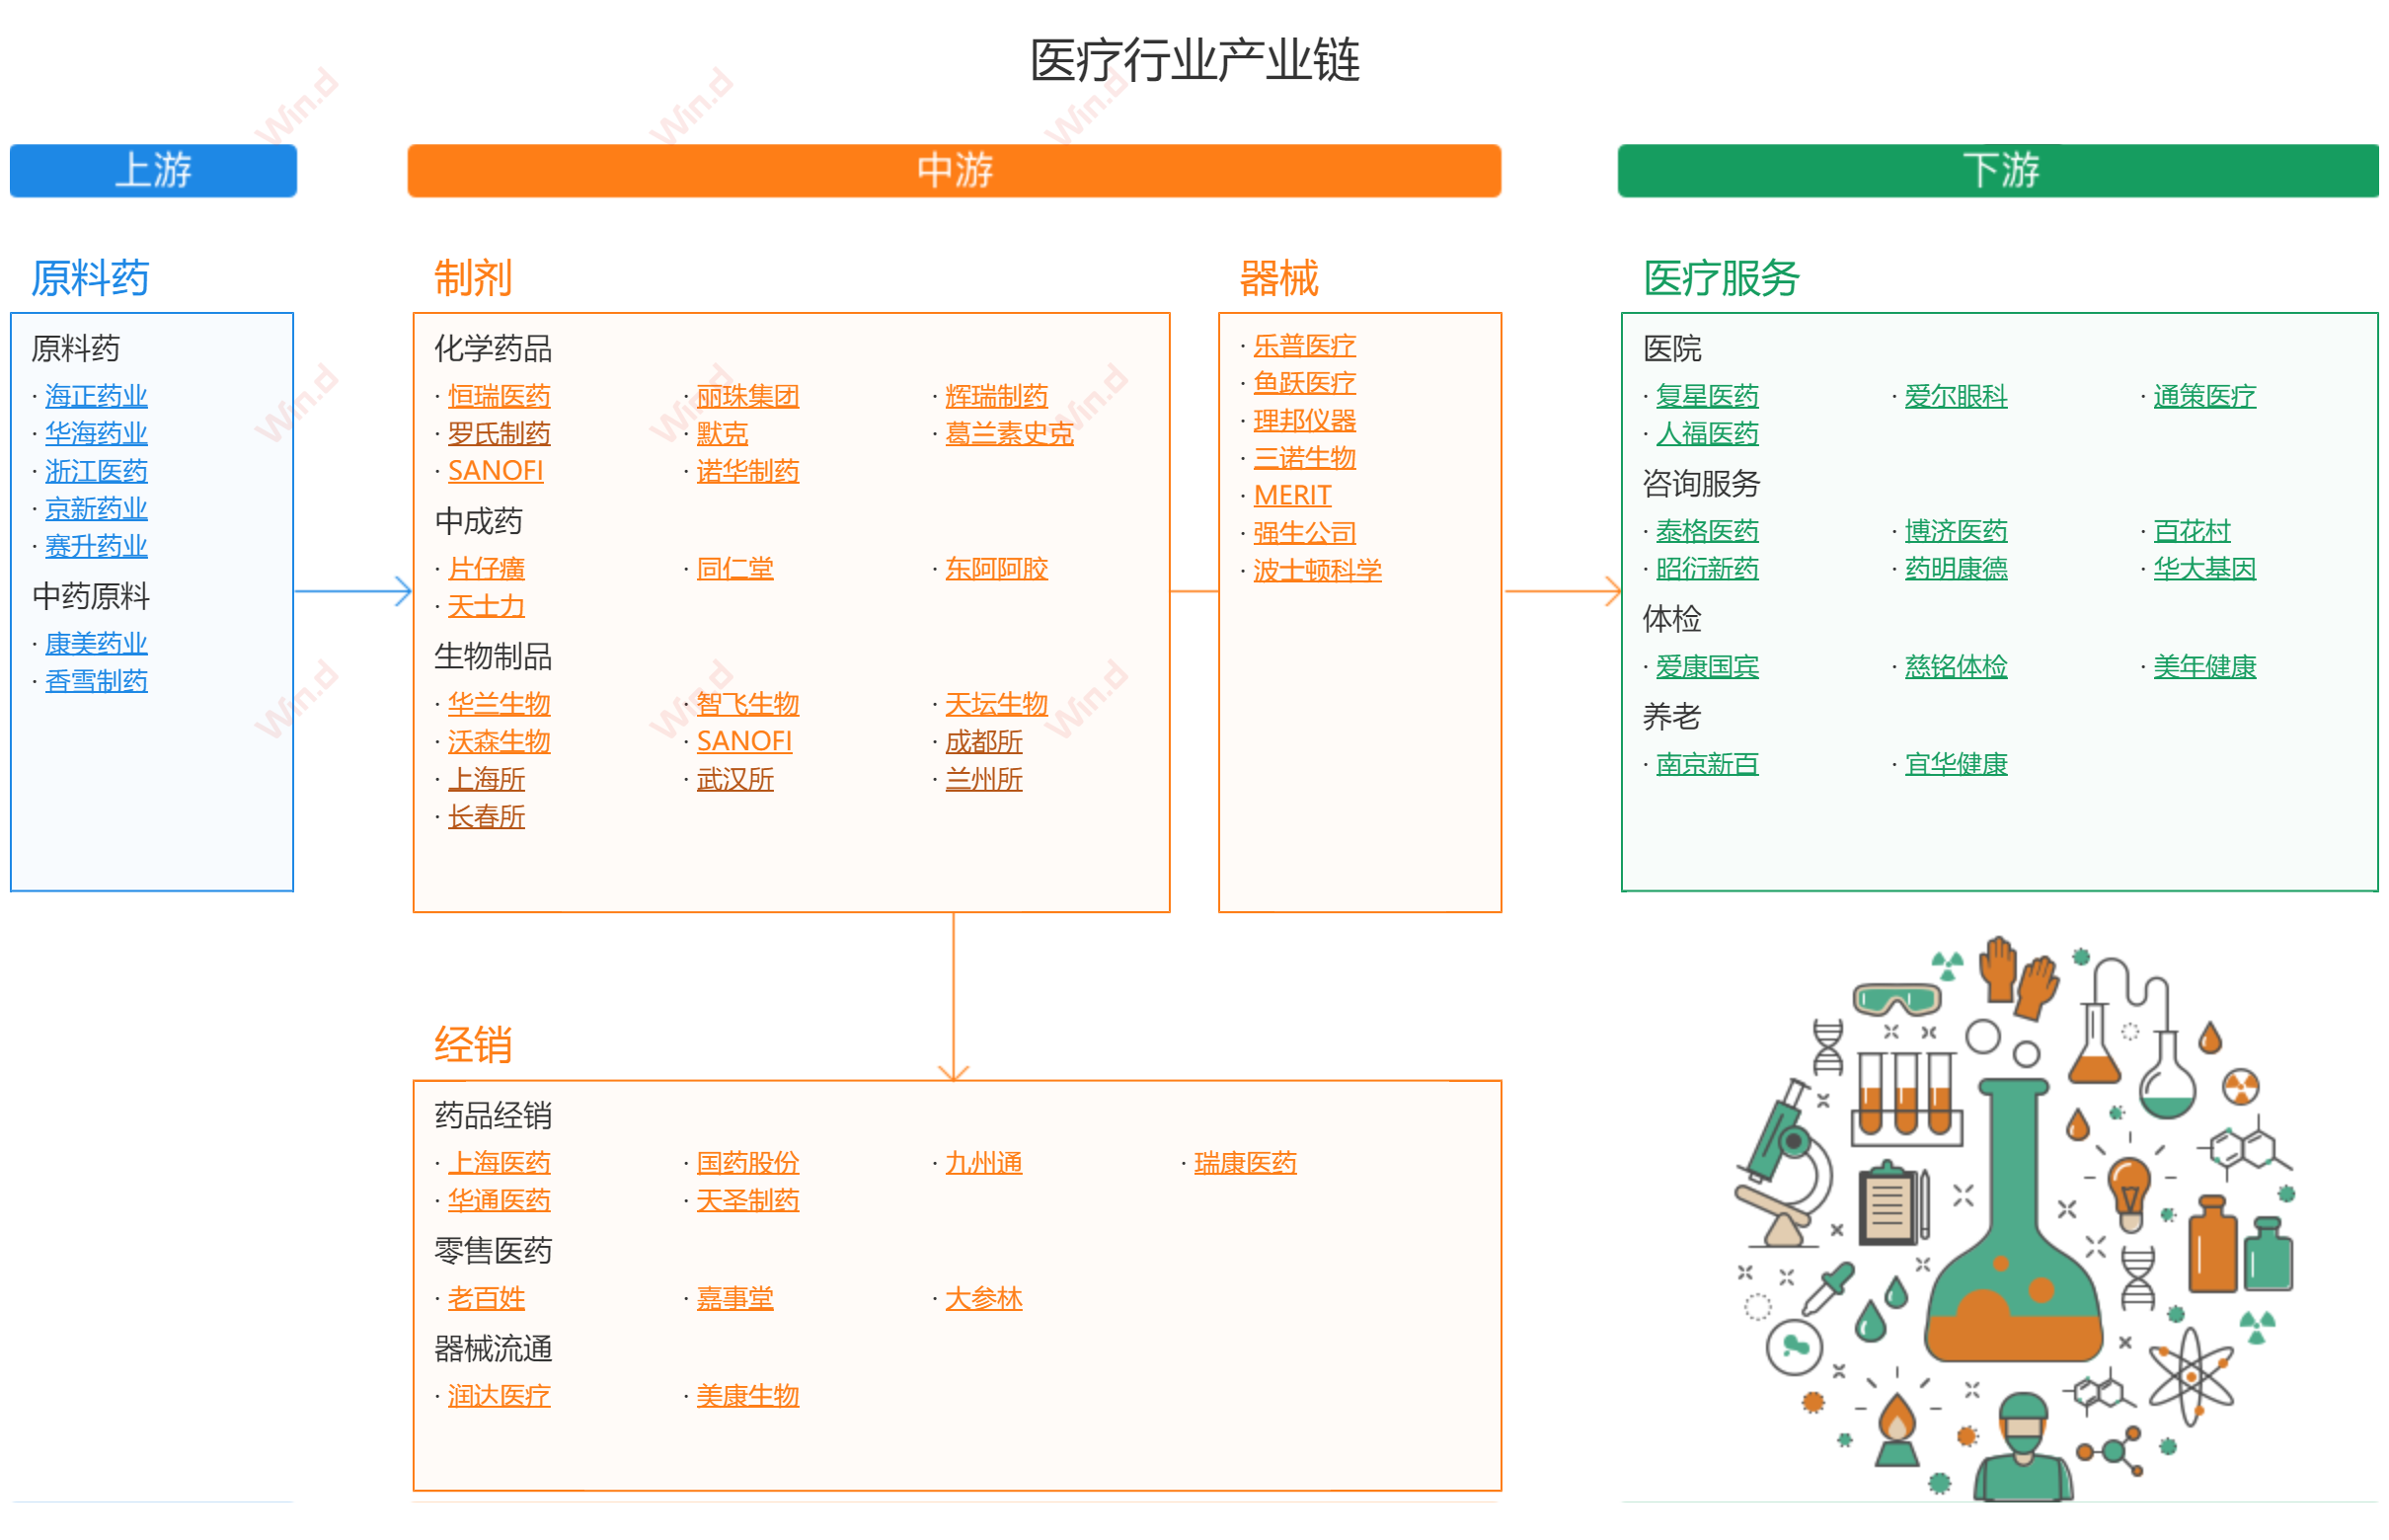 医疗行业产业链
上游
中游
下游
原料药
原料药
· 海正药业
· 华海药业
· 浙江医药
· 京新药业
· 赛升药业
中药原料
· 康美药业
· 香雪制药
制剂
化学药品
· 恒瑞医药 · 丽珠集团 · 辉瑞制药
· 罗氏制药 · 默克 · 葛兰素史克
· SANOFI · 诺华制药
中成药
· 片仔癀 · 同仁堂 · 东阿阿胶
· 天士力
生物制品
· 华兰生物 · 智飞生物 · 天坛生物
· 沃森生物 · SANOFI · 成都所
· 上海所 · 武汉所 · 兰州所
· 长春所
器械
· 乐普医疗
· 鱼跃医疗
· 理邦仪器
· 三诺生物
· MERIT
· 强生公司
· 波士顿科学
经销
药品经销
· 上海医药 · 国药股份 · 九州通 · 瑞康医药
· 华通医药 · 天圣制药
零售医药
· 老百姓 · 嘉事堂 · 大参林
器械流通
· 润达医疗 · 美康生物
医疗服务
医院
· 复星医药 · 爱尔眼科 · 通策医疗
· 人福医药
咨询服务
· 泰格医药 · 博济医药 · 百花村
· 昭衍新药 · 药明康德 · 华大基因
体检
· 爱康国宾 · 慈铭体检 · 美年健康
养老
· 南京新百 · 宜华健康
Win.d
Win.d
Win.d
Win.d
Win.d
Win.d
Win.d
Win.d
Win.d